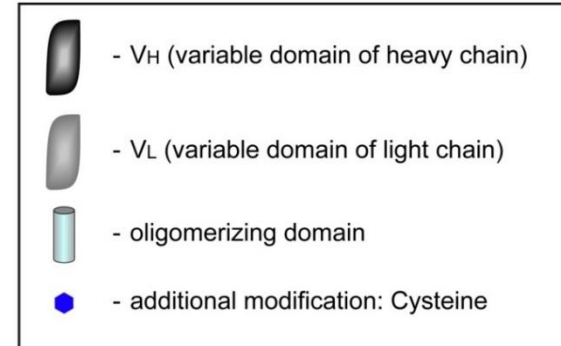 - VH (variable domain of heavy chain)
- VL (variable domain of light chain)
- oligomerizing domain
- additional modification: Cysteine